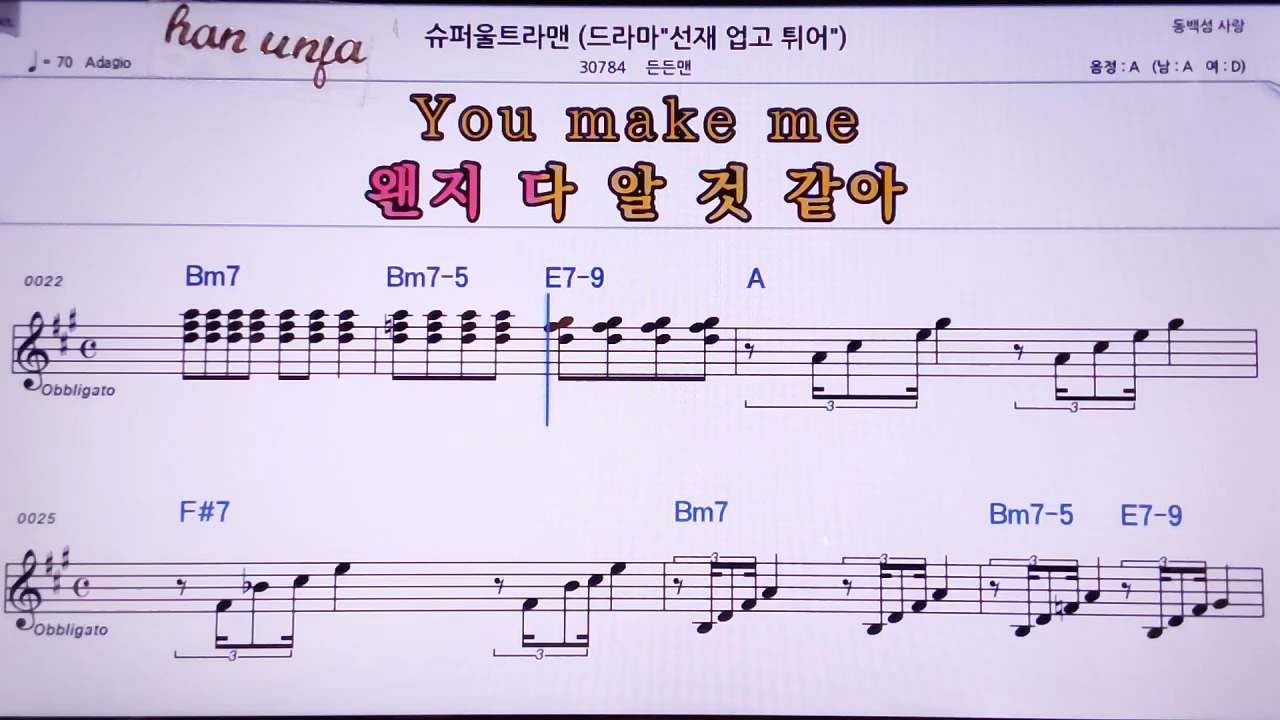 han unja
슈퍼울트라맨 (드라마"선재 업고 튀어")
동백섬 사랑
♩= 70 Adagio
30784 든든맨
음정 : A (남 : A 여 : D)
You make me
왠지 다 알 것 같아
0022 Bm7 Bm7-5 E7-9 A
Obbligato
3 3
0025 F#7 Bm7 Bm7-5 E7-9
3 3 3 3
Obbligato
3 3